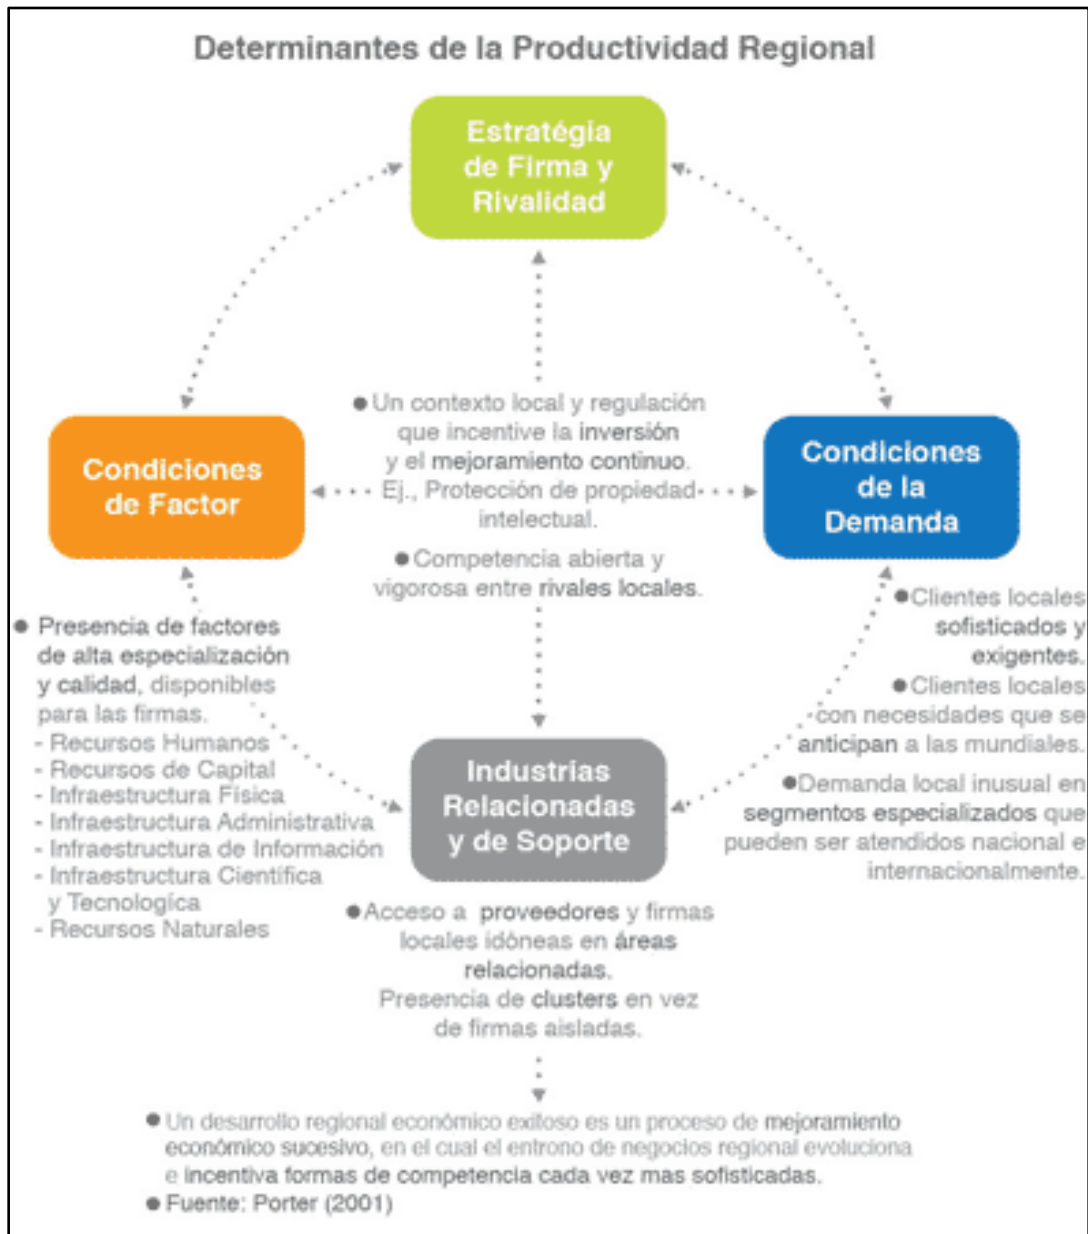 Determinantes de la Productividad Regional
Estratégia
de Firma y
Rivalidad
● Un contexto local y regulación
que incentive la inversión
y el mejoramiento continuo.
Ej., Protección de propiedad
intelectual.
● Competencia abierta y
vigorosa entre rivales locales.
Condiciones
de Factor
Condiciones
de la
Demanda
● Presencia de factores
de alta especialización
y calidad, disponibles
para las firmas.
- Recursos Humanos
- Recursos de Capital
- Infraestructura Física
- Infraestructura Administrativa
- Infraestructura de Información
- Infraestructura Científica
y Tecnologíca
- Recursos Naturales
● Clientes locales
sofisticados y
exigentes.
● Clientes locales
con necesidades que se
anticipan a las mundiales.
● Demanda local inusual en
segmentos especializados que
pueden ser atendidos nacional e
internacionalmente.
Industrías
Relacionadas
y de Soporte
● Acceso a proveedores y firmas
locales idóneas en áreas
relacionadas.
Presencia de clusters en vez
de firmas aisladas.
● Un desarrollo regional económico exitoso es un proceso de mejoramiento
económico sucesivo, en el cual el entrono de negocios regional evoluciona
e incentiva formas de competencia cada vez mas sofisticadas.
● Fuente: Porter (2001)